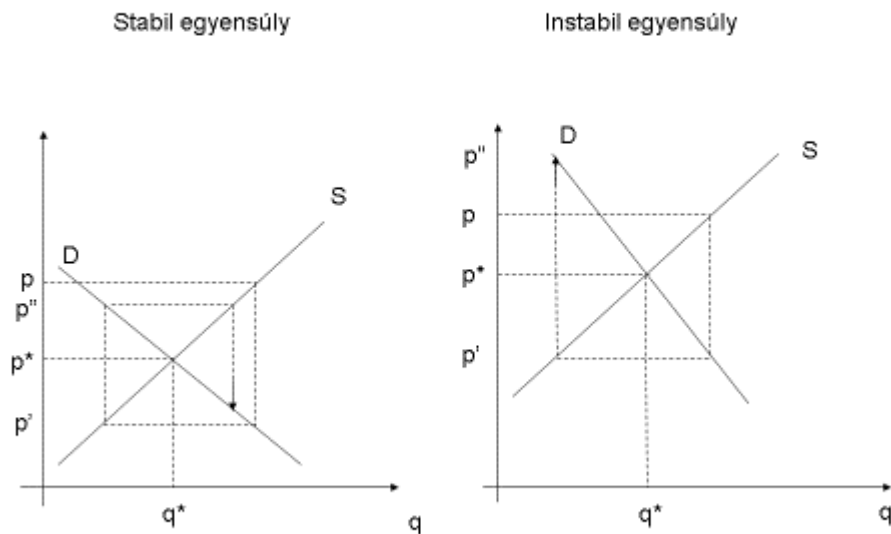 Stabil egyensúly
Instabil egyensúly
S
D
p
p"
p*
p'
q*
q
D
S
p"
p
p*
p'
q*
q